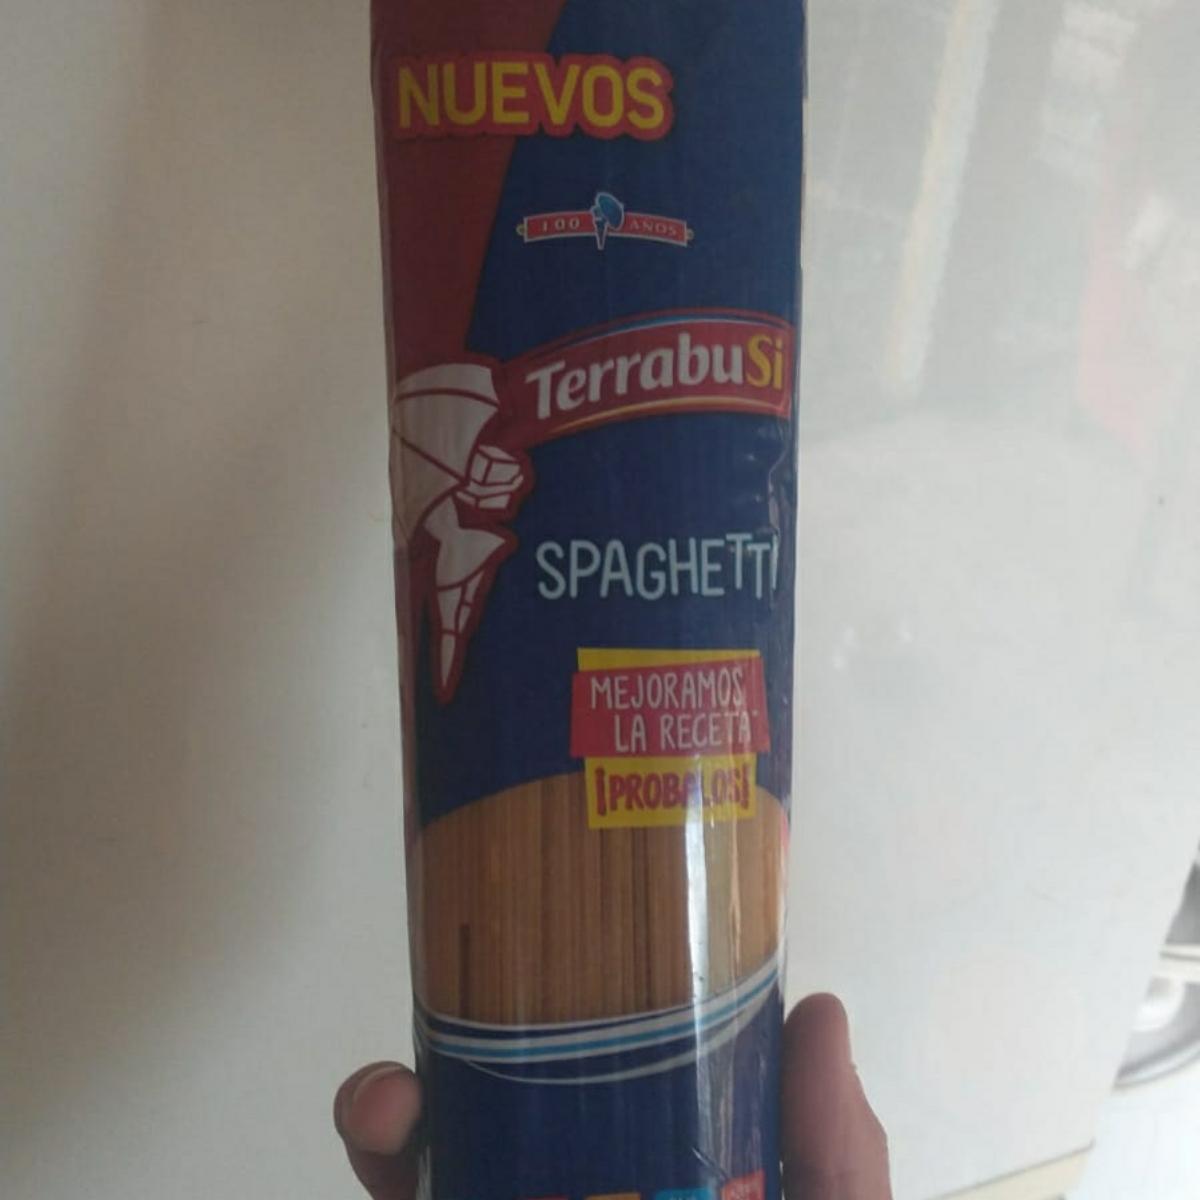 NUEVOS
100 AÑOS
TerrabuSi
SPAGHETTI
MEJORAMOS
LA RECETA
¡PROBALOS!